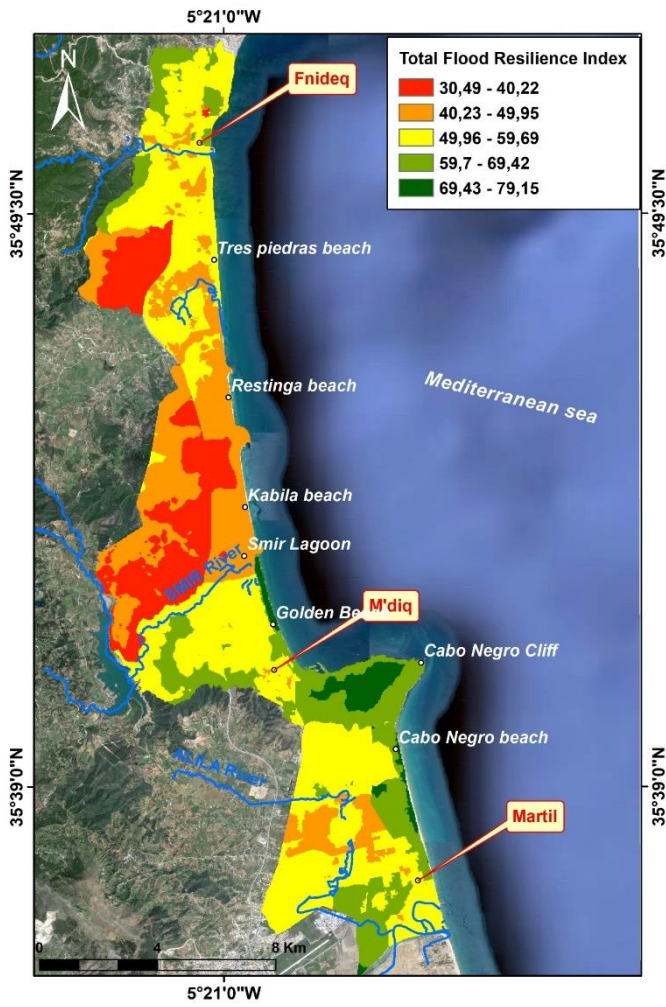 5°21'0"W
N
Total Flood Resilience Index
30,49 - 40,22
40,23 - 49,95
49,96 - 59,69
59,7 - 69,42
69,43 - 79,15
Fnideq
35°49'30"N
35°49'30"N
Tres piedras beach
Restinga beach
Mediterranean sea
Kabila beach
Smir Lagoon
SMIR River
Golden Be
M'diq
Cabo Negro Cliff
Cabo Negro beach
ALILA River
35°39'0"N
35°39'0"N
Martil
0 4 8 Km
5°21'0"W